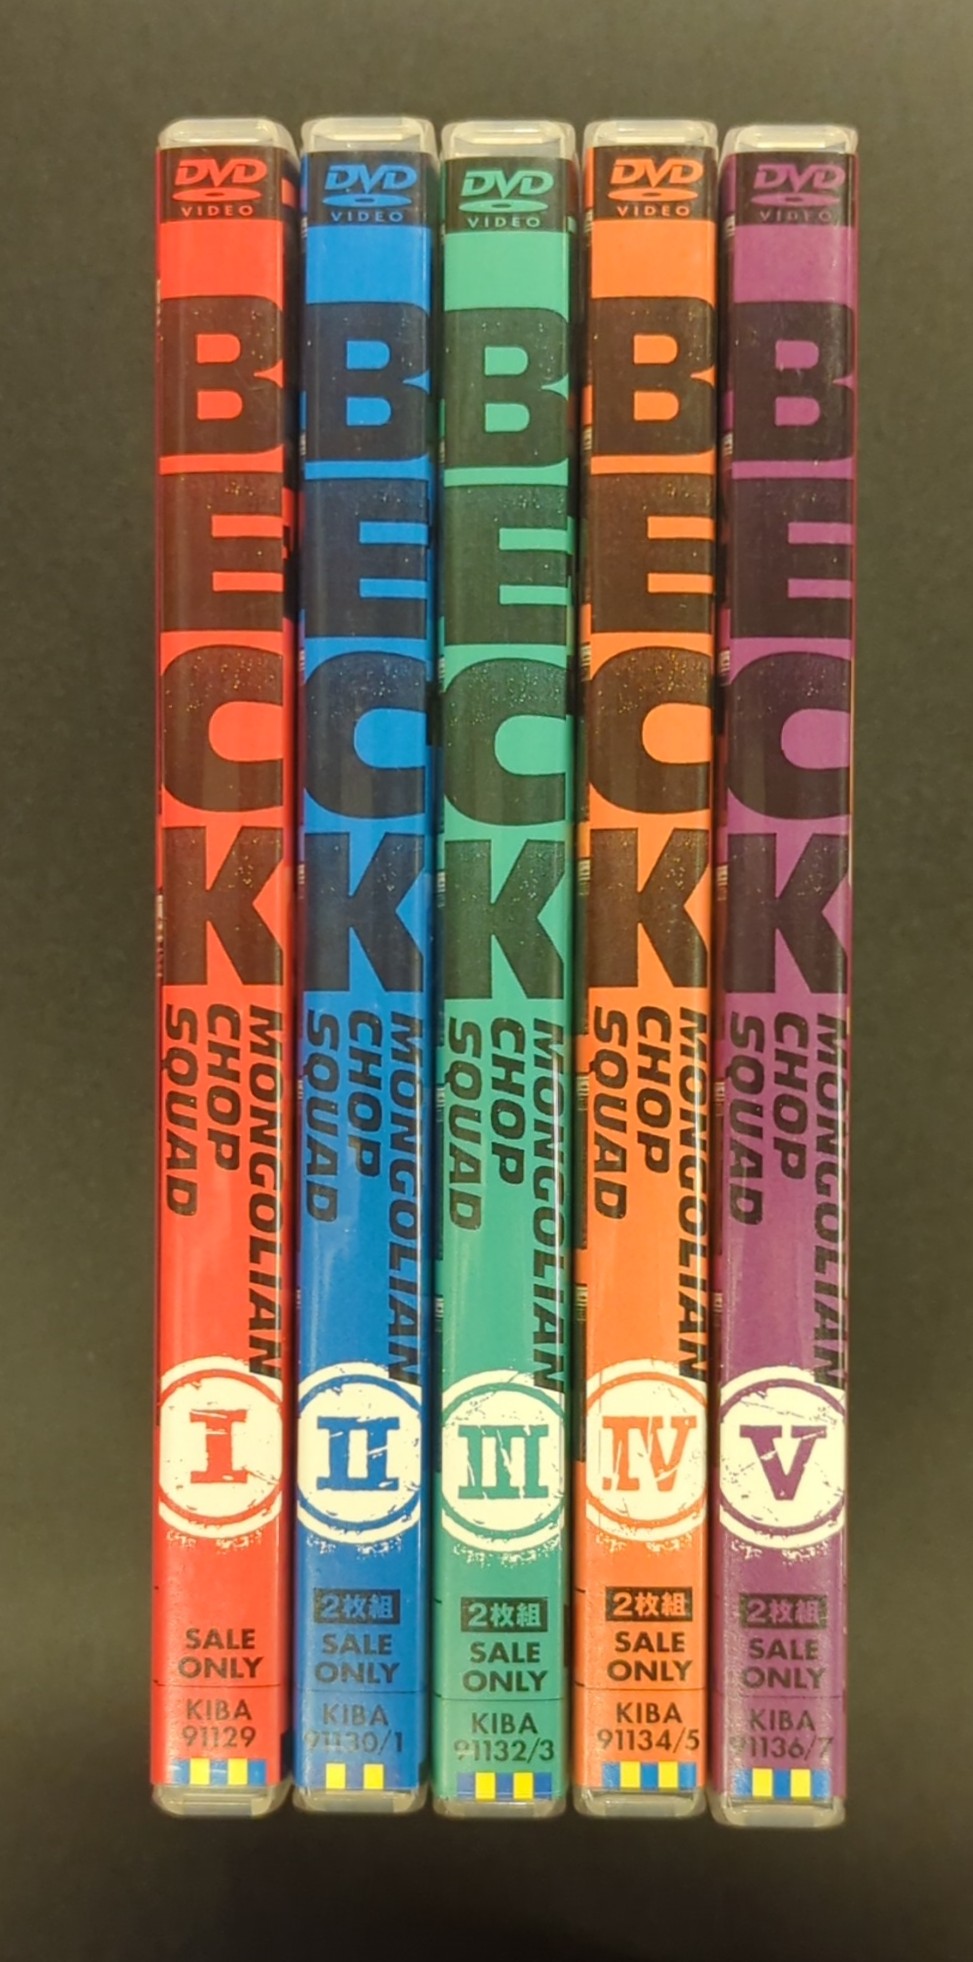 DVD
VIDEO
BECK
MONGOLIAN
CHOP
SQUAD
I
SALE
ONLY
KIBA
91129
DVD
VIDEO
BECK
MONGOLIAN
CHOP
SQUAD
II
2枚組
SALE
ONLY
KIBA
91130/1
DVD
VIDEO
BECK
MONGOLIAN
CHOP
SQUAD
III
2枚組
SALE
ONLY
KIBA
91132/3
DVD
VIDEO
BECK
MONGOLIAN
CHOP
SQUAD
IV
2枚組
SALE
ONLY
KIBA
91134/5
DVD
VIDEO
BECK
MONGOLIAN
CHOP
SQUAD
V
2枚組
SALE
ONLY
KIBA
91136/7